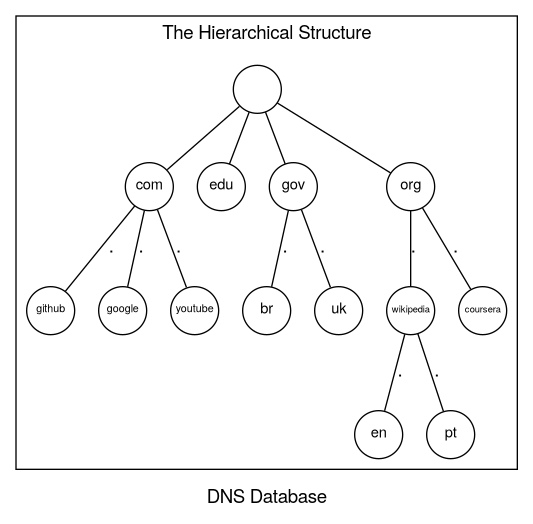 The Hierarchical Structure
com edu gov org
. . . . . . .
github google youtube br uk wikipedia coursera
. .
en pt
DNS Database